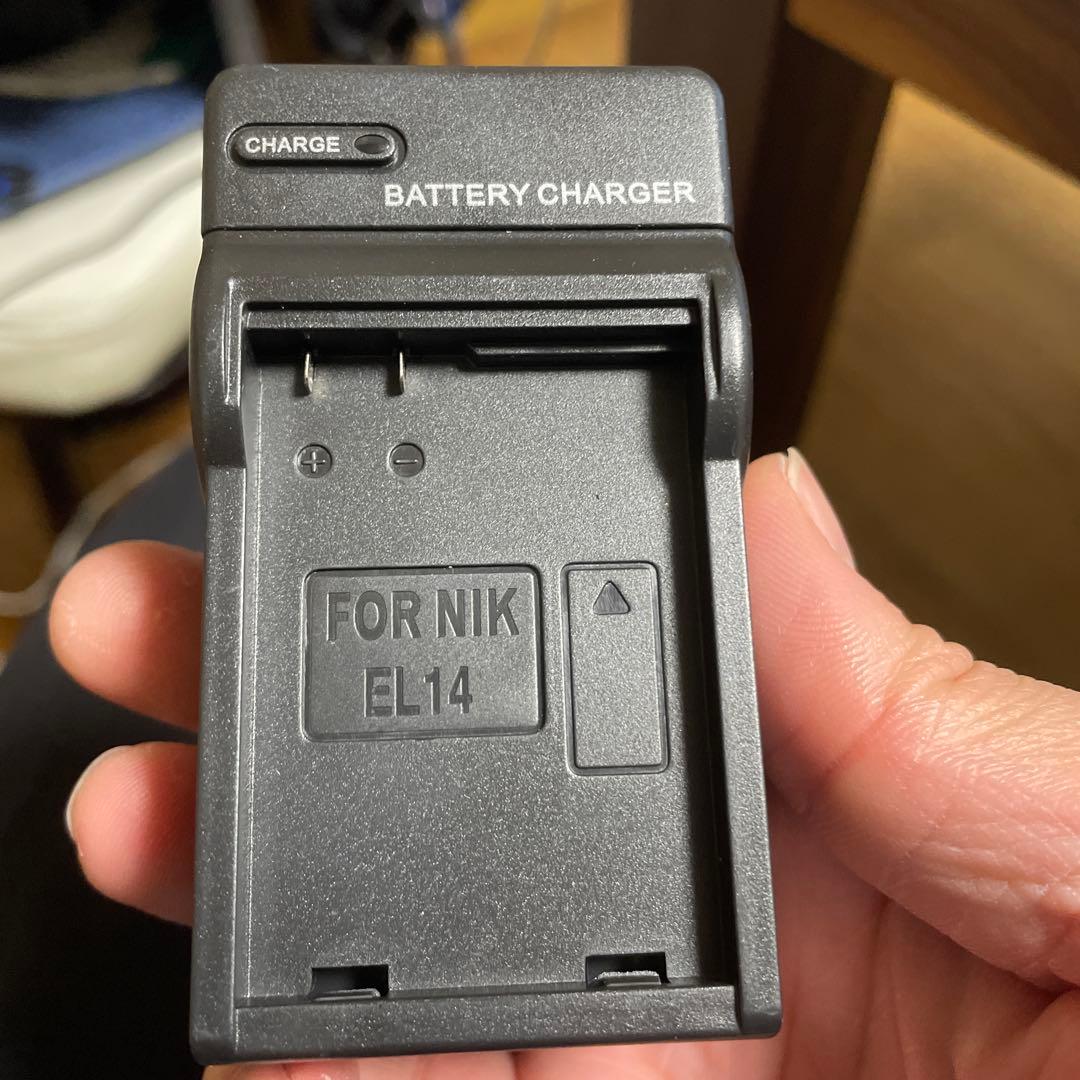 CHARGE
BATTERY CHARGER
+ −
FOR NIK
EL14